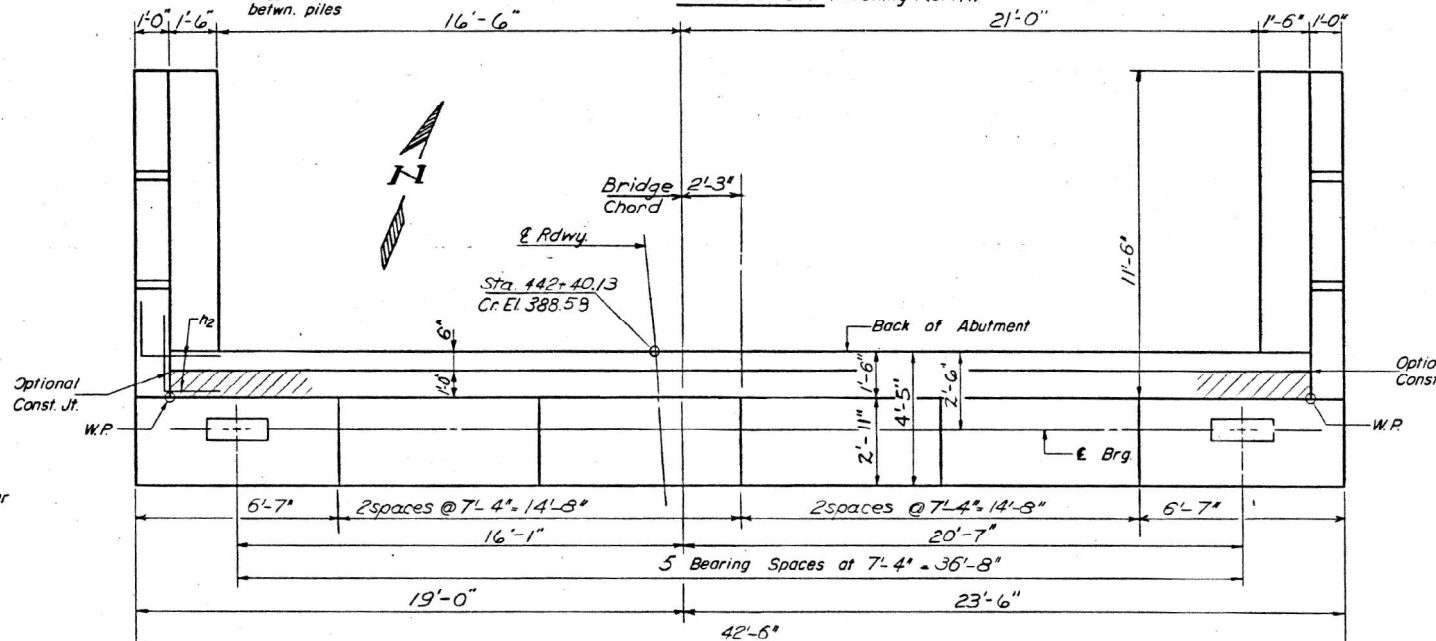 betwn. piles
1'-0" 1'-6" 16'-6" 21'-0" 1'-6" 1'-0"
N
Bridge 2'-3"
Chord
℄ Rdwy.
Sta. 442+40.13
Cr. El. 388.59
11'-6"
h2
6"
Back of Abutment
Optional
Const. Jt.
1'-0"
1'-6"
4'-5"
2'-6"
W.P.
2'-11"
℄ Brg.
W.P.
6'-7" 2 spaces @ 7'-4" = 14'-8" 2 spaces @ 7'-4" = 14'-8" 6'-7"
16'-1" 20'-7"
5 Bearing Spaces at 7'-4" = 36'-8"
19'-0" 23'-6"
42'-6"